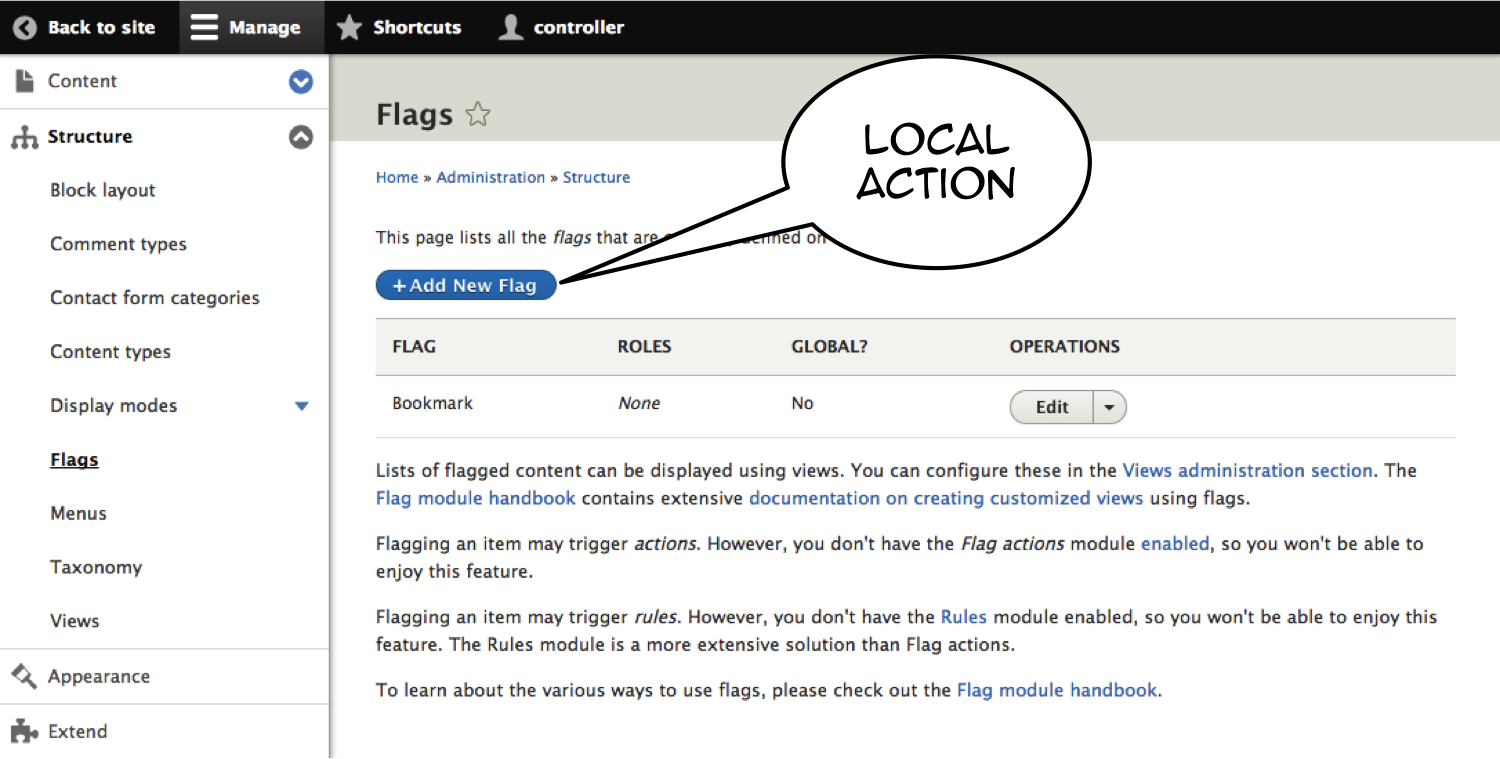 Back to site
Manage
Shortcuts
controller
Content
Structure
Block layout
Comment types
Contact form categories
Content types
Display modes
Flags
Menus
Taxonomy
Views
Appearance
Extend
Flags
LOCAL
ACTION
Home » Administration » Structure
This page lists all the flags that are defined on
+Add New Flag
FLAG ROLES GLOBAL? OPERATIONS
Bookmark None No Edit
Lists of flagged content can be displayed using views. You can configure these in the Views administration section. The
Flag module handbook contains extensive documentation on creating customized views using flags.
Flagging an item may trigger actions. However, you don't have the Flag actions module enabled, so you won't be able to
enjoy this feature.
Flagging an item may trigger rules. However, you don't have the Rules module enabled, so you won't be able to enjoy this
feature. The Rules module is a more extensive solution than Flag actions.
To learn about the various ways to use flags, please check out the Flag module handbook.